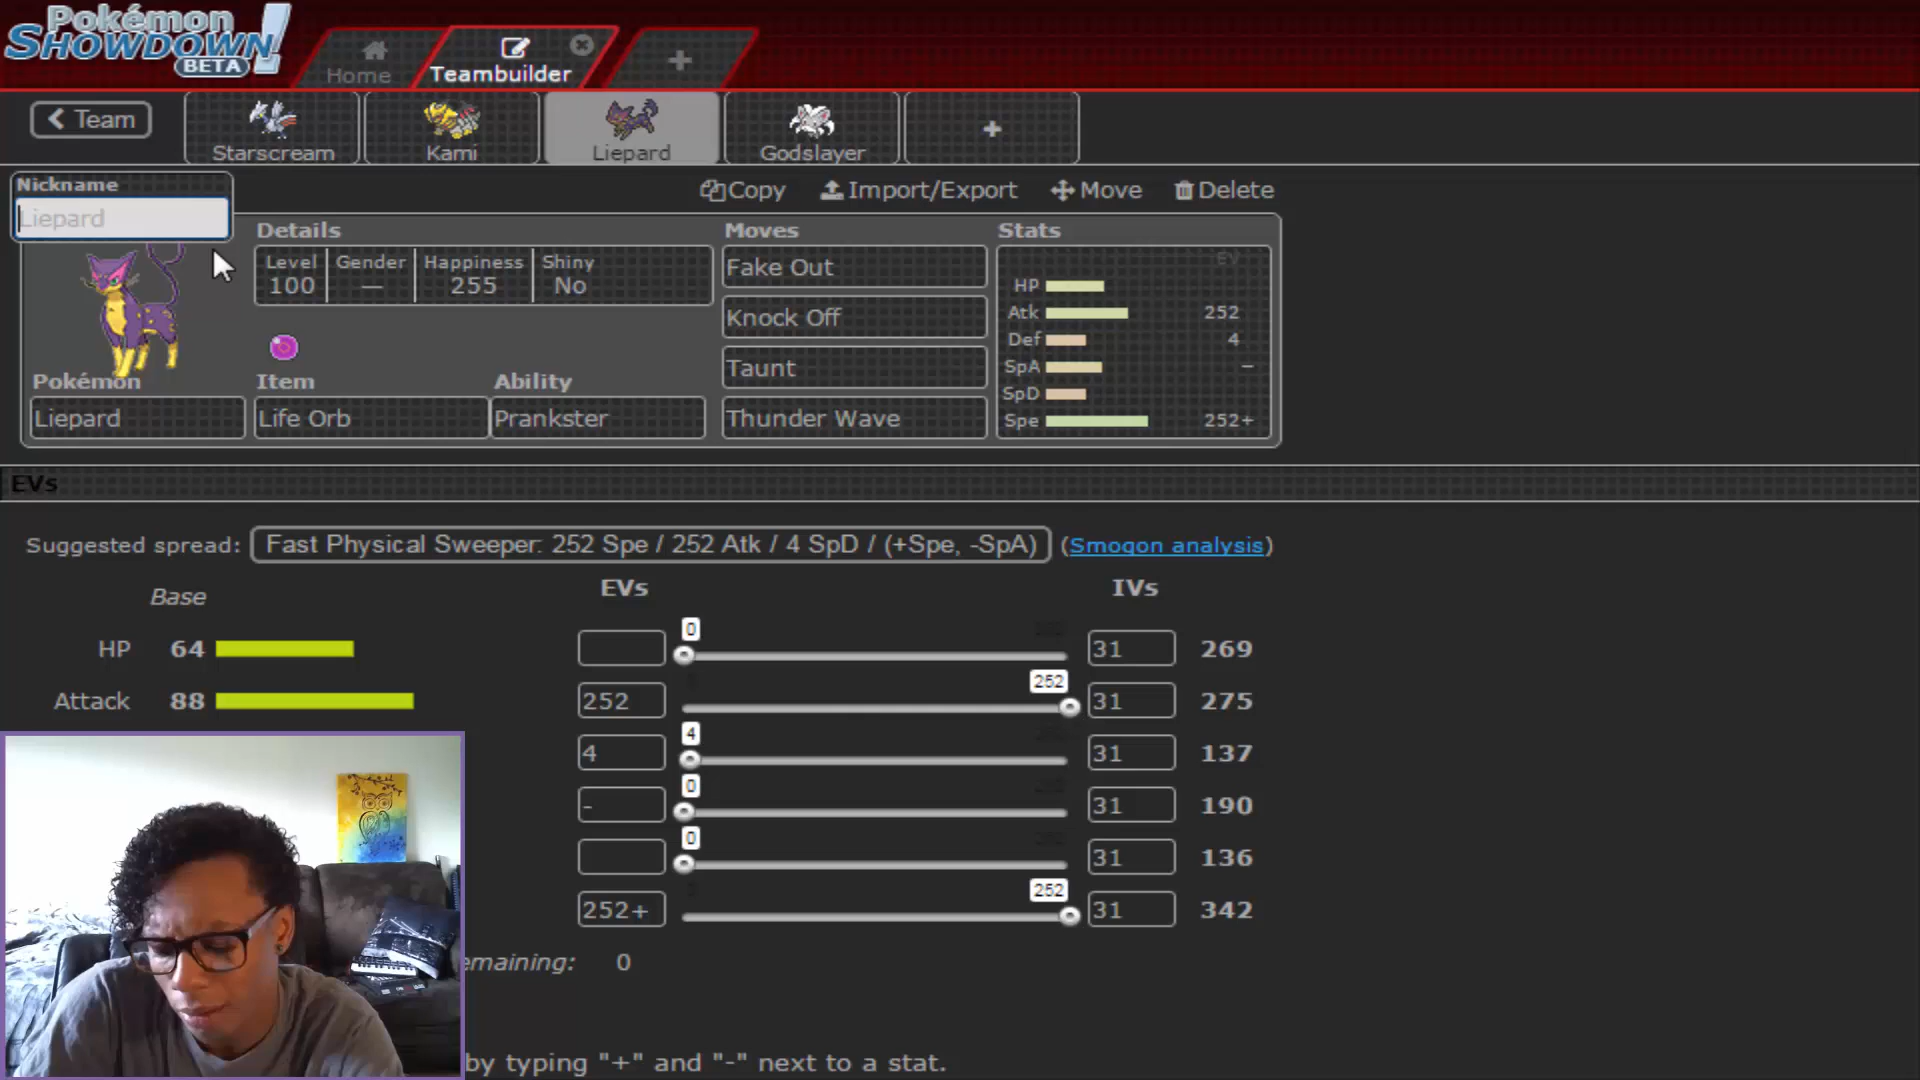 Pokémon
SHOWDOWN!
BETA
Home
Teambuilder
+
Team
Starscream
Kami
Liepard
Godslayer
+
Nickname
Liepard
Copy
Import/Export
Move
Delete
Details
Level
100
Gender
—
Happiness
255
Shiny
No
Pokémon
Liepard
Item
Life Orb
Ability
Prankster
Moves
Fake Out
Knock Off
Taunt
Thunder Wave
Stats
EV
HP
Atk 252
Def 4
SpA −
SpD
Spe 252+
EVs
Suggested spread: Fast Physical Sweeper: 252 Spe / 252 Atk / 4 SpD / (+Spe, -SpA) (Smogon analysis)
Base EVs IVs
HP 64 0 31 269
Attack 88 252 252 31 275
4 4 31 137
- 0 31 190
0 31 136
252+ 252 31 342
emaining: 0
by typing "+" and "-" next to a stat.